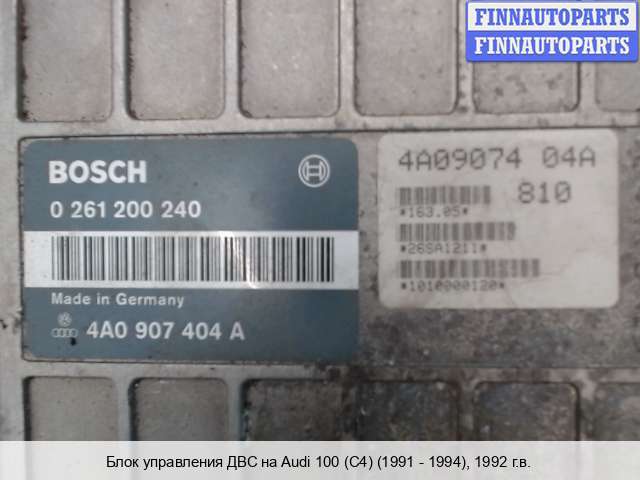 FINNAUTOPARTS
FINNAUTOPARTS
BOSCH
0 261 200 240
Made in Germany
4A0 907 404 A
4A09074 04A
810
*163.05*
*26SA1211*
*1010000120*
Блок управления ДВС на Audi 100 (C4) (1991 - 1994), 1992 г.в.